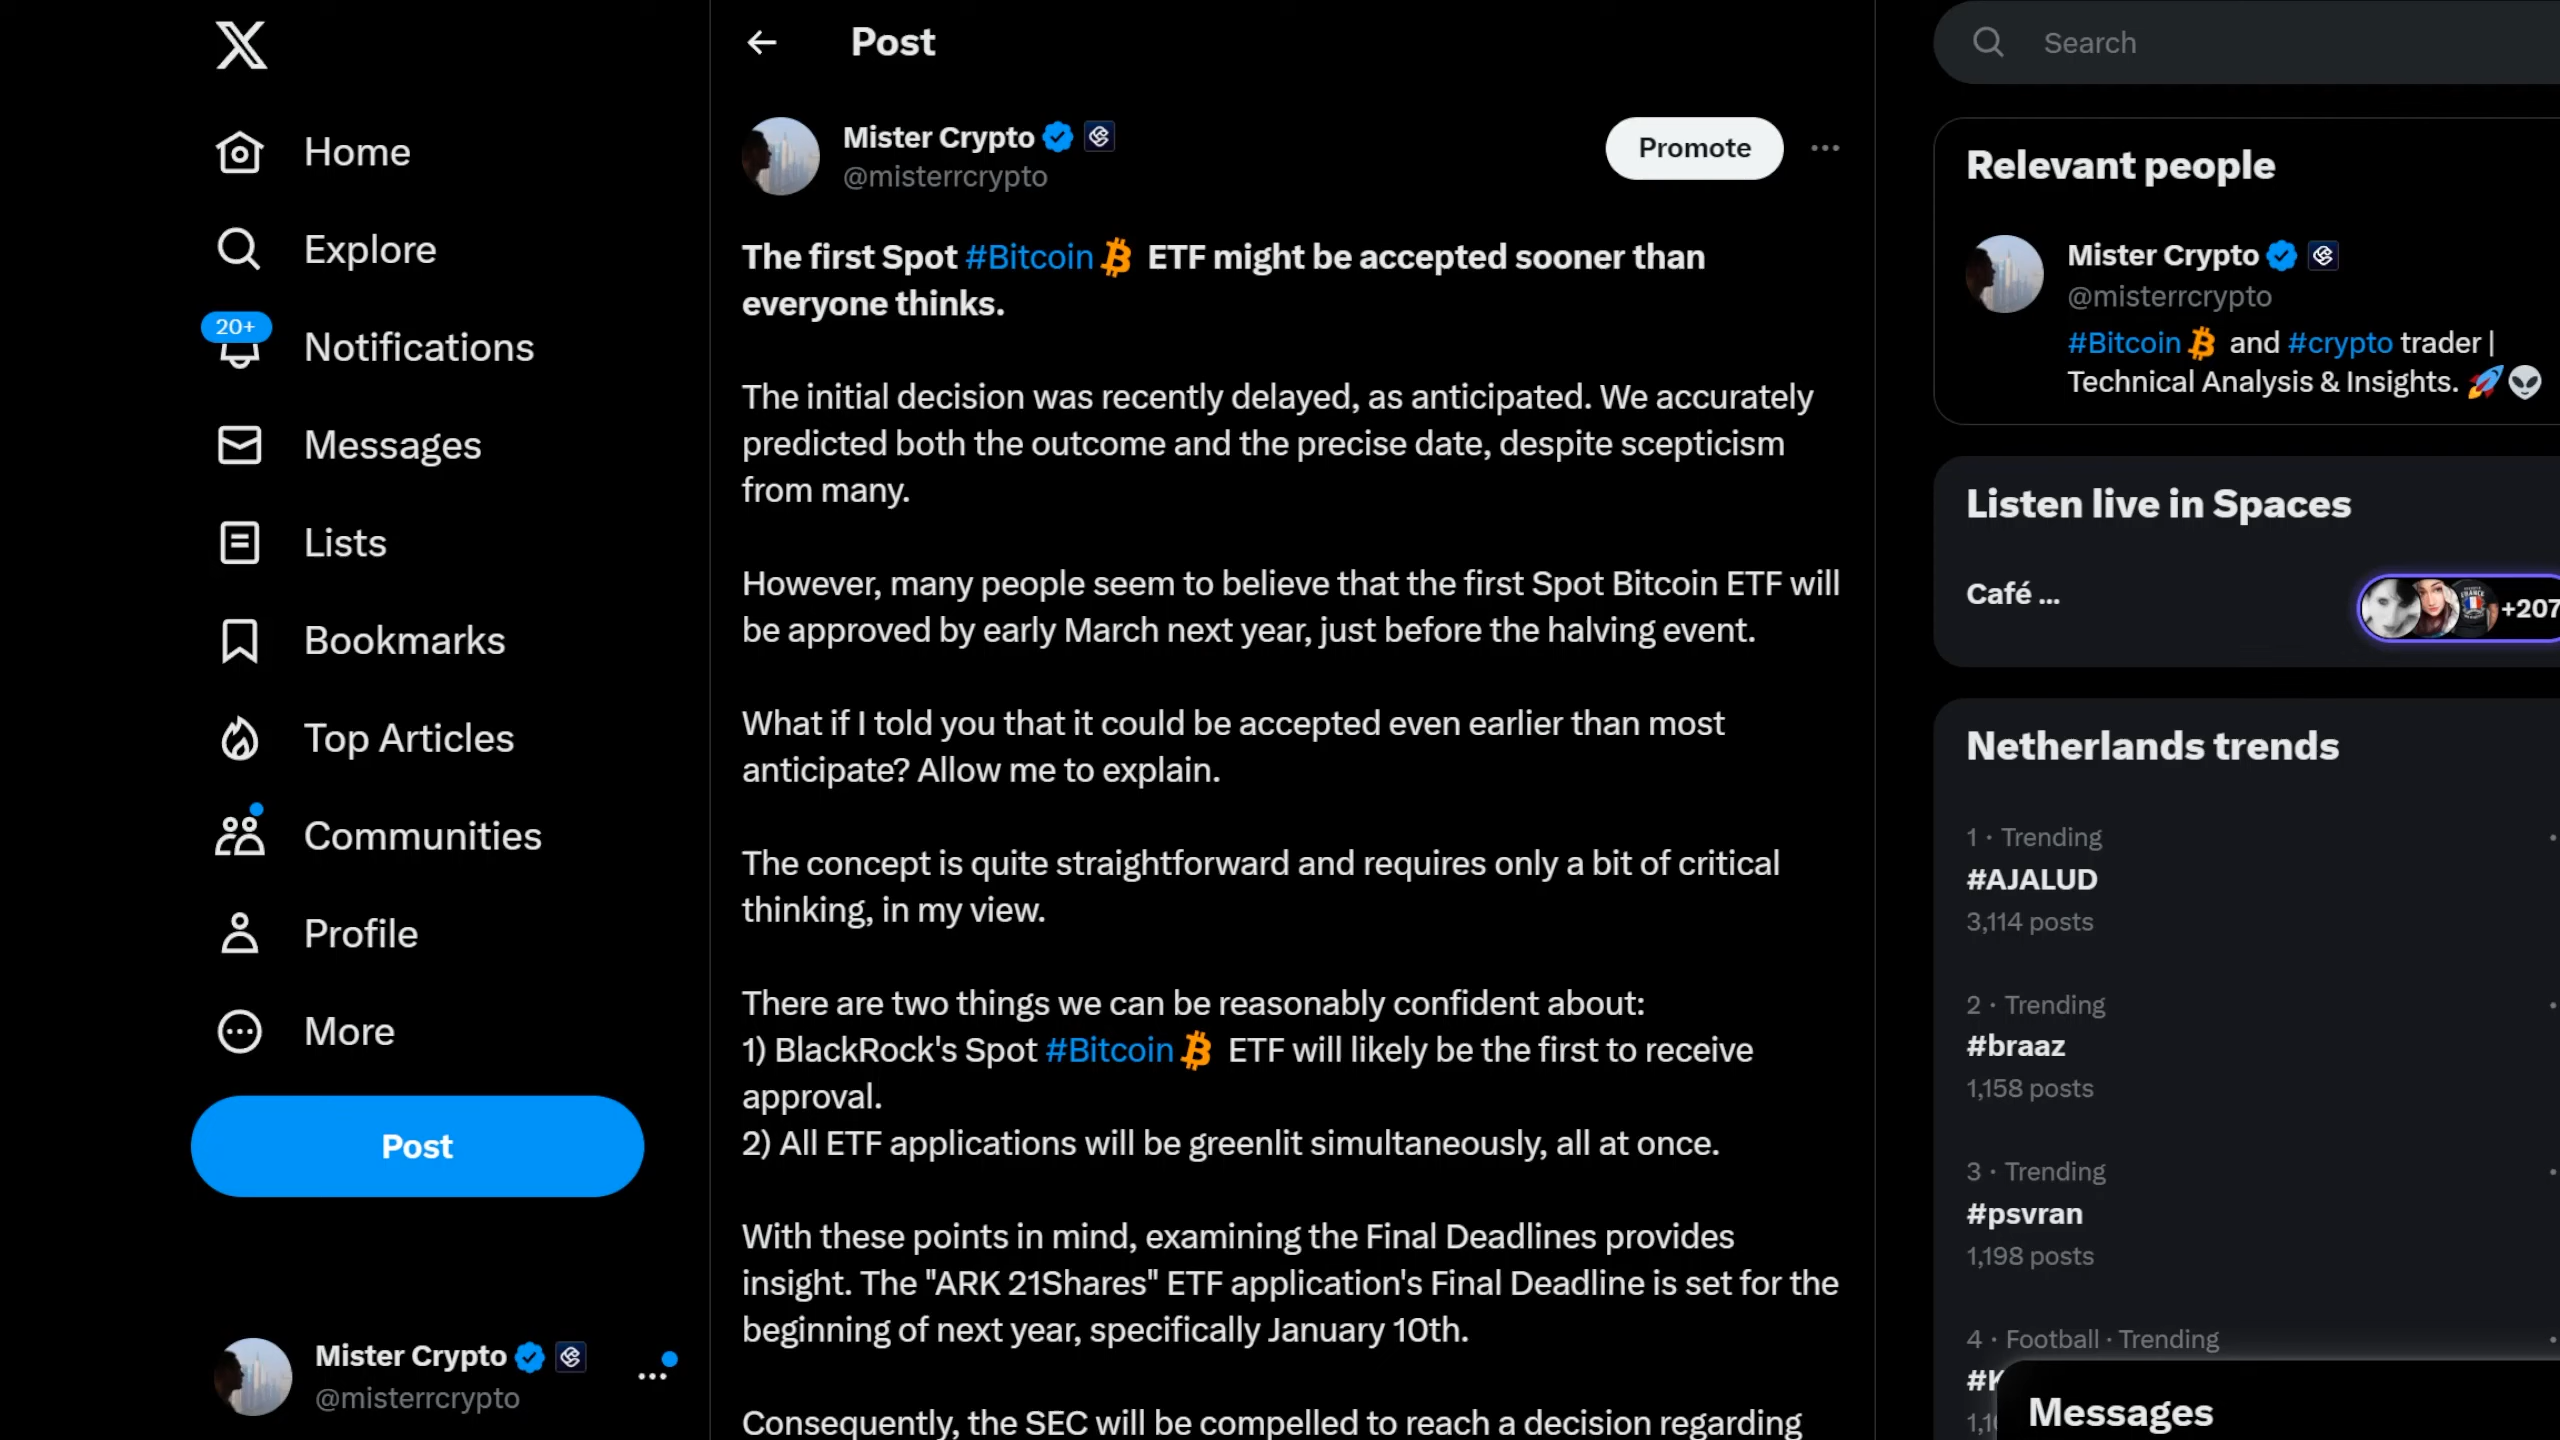 Home
Explore
20+
Notifications
Messages
Lists
Bookmarks
Top Articles
Communities
Profile
More
Post
Mister Crypto
@misterrcrypto
Post
Mister Crypto
@misterrcrypto
Promote
The first Spot #Bitcoin ETF might be accepted sooner than
everyone thinks.
The initial decision was recently delayed, as anticipated. We accurately
predicted both the outcome and the precise date, despite scepticism
from many.
However, many people seem to believe that the first Spot Bitcoin ETF will
be approved by early March next year, just before the halving event.
What if I told you that it could be accepted even earlier than most
anticipate? Allow me to explain.
The concept is quite straightforward and requires only a bit of critical
thinking, in my view.
There are two things we can be reasonably confident about:
1) BlackRock's Spot #Bitcoin ETF will likely be the first to receive
approval.
2) All ETF applications will be greenlit simultaneously, all at once.
With these points in mind, examining the Final Deadlines provides
insight. The "ARK 21Shares" ETF application's Final Deadline is set for the
beginning of next year, specifically January 10th.
Consequently, the SEC will be compelled to reach a decision regarding
Search
Relevant people
Mister Crypto
@misterrcrypto
#Bitcoin and #crypto trader |
Technical Analysis & Insights.
Listen live in Spaces
Café ...
+207
Netherlands trends
1 · Trending
#AJALUD
3,114 posts
2 · Trending
#braaz
1,158 posts
3 · Trending
#psvran
1,198 posts
4 · Football · Trending
Messages